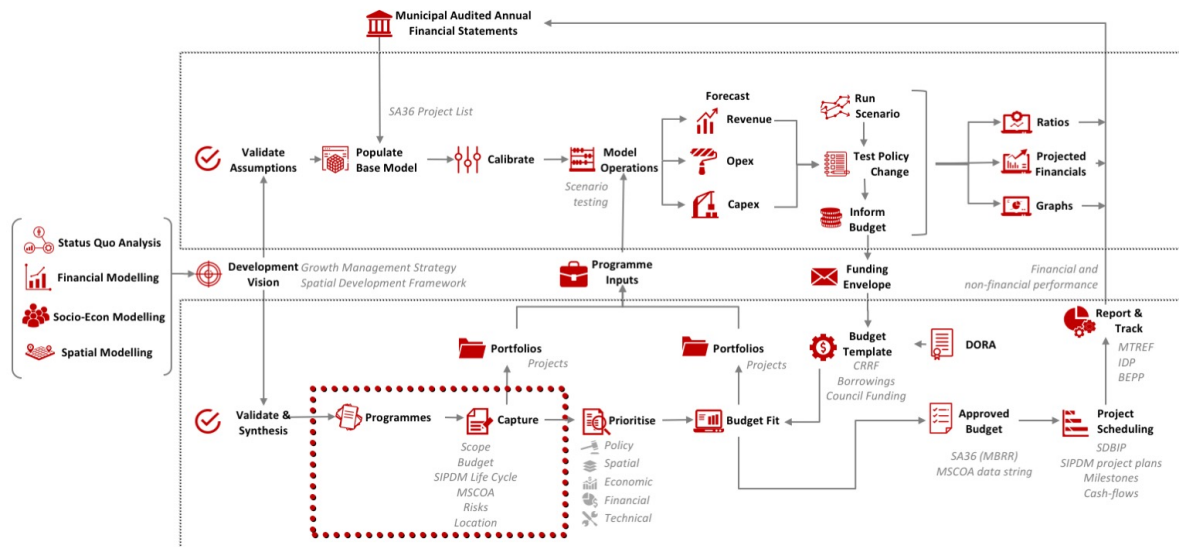 Municipal Audited Annual
Financial Statements
SA36 Project List
Validate
Assumptions
Populate
Base Model
Calibrate
Model
Operations
Scenario
testing
Forecast
Revenue
Opex
Capex
Run
Scenario
Test Policy
Change
Inform
Budget
Ratios
Projected
Financials
Graphs
Status Quo Analysis
Financial Modelling
Socio-Econ Modelling
Spatial Modelling
Development
Vision
Growth Management Strategy
Spatial Development Framework
Programme
Inputs
Funding
Envelope
Financial and
non-financial performance
Portfolios
Projects
Portfolios
Projects
Budget
Template
CRRF
Borrowings
Council Funding
DORA
Report &
Track
MTREF
IDP
BEPP
Validate &
Synthesis
Programmes
Capture
Scope
Budget
SIPDM Life Cycle
MSCOA
Risks
Location
Prioritise
Policy
Spatial
Economic
Financial
Technical
Budget Fit
Approved
Budget
SA36 (MBRR)
MSCOA data string
Project
Scheduling
SDBIP
SIPDM project plans
Milestones
Cash-flows